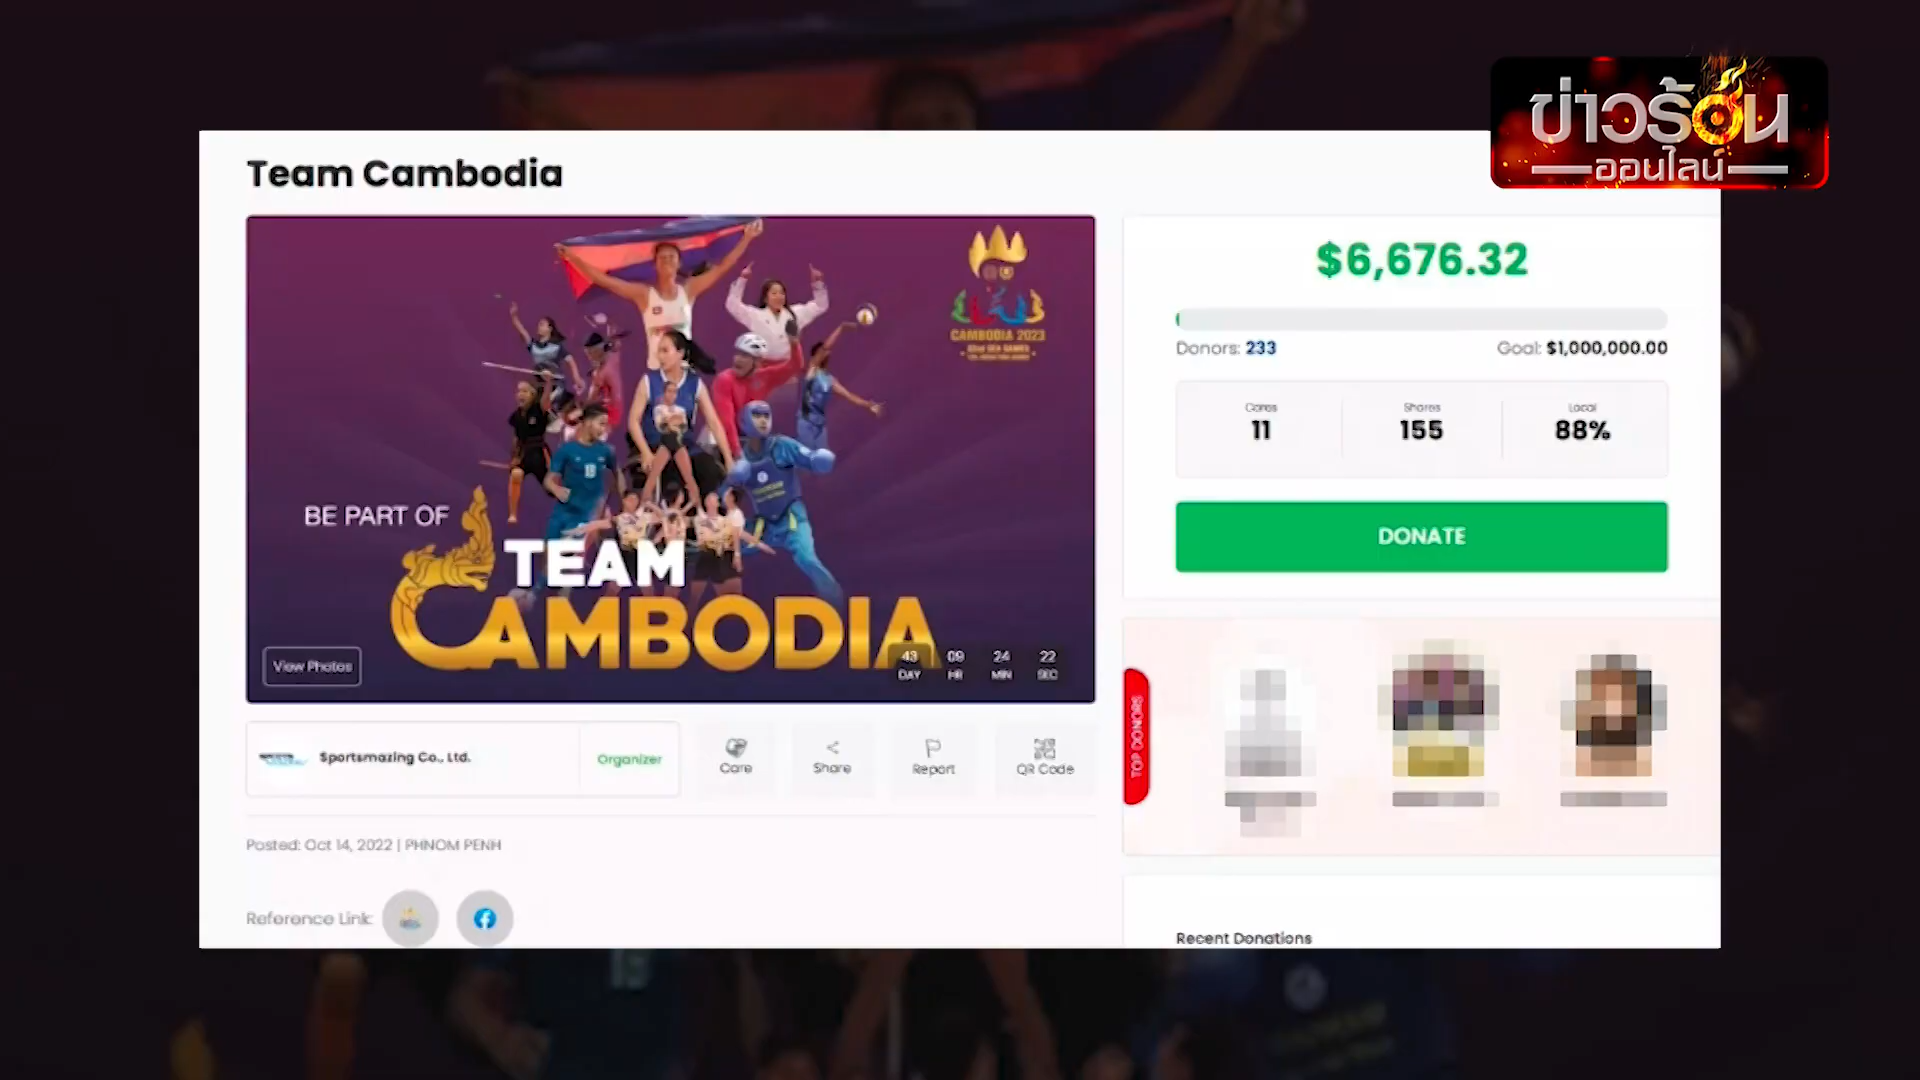 ข่าวร้อน
ออนไลน์
Team Cambodia
BE PART OF
TEAM
CAMBODIA
CAMBODIA 2023
View Photos
43 09 24 22
DAY HR MIN SEC
$6,676.32
Donors: 233
Goal: $1,000,000.00
Cares Shares Local
11 155 88%
DONATE
TOP DONORS
Sportsmazing Co., Ltd.
Organizer
Care
Share
Report
QR Code
Posted: Oct 14, 2022 | PHNOM PENH
Reference Link:
Recent Donations